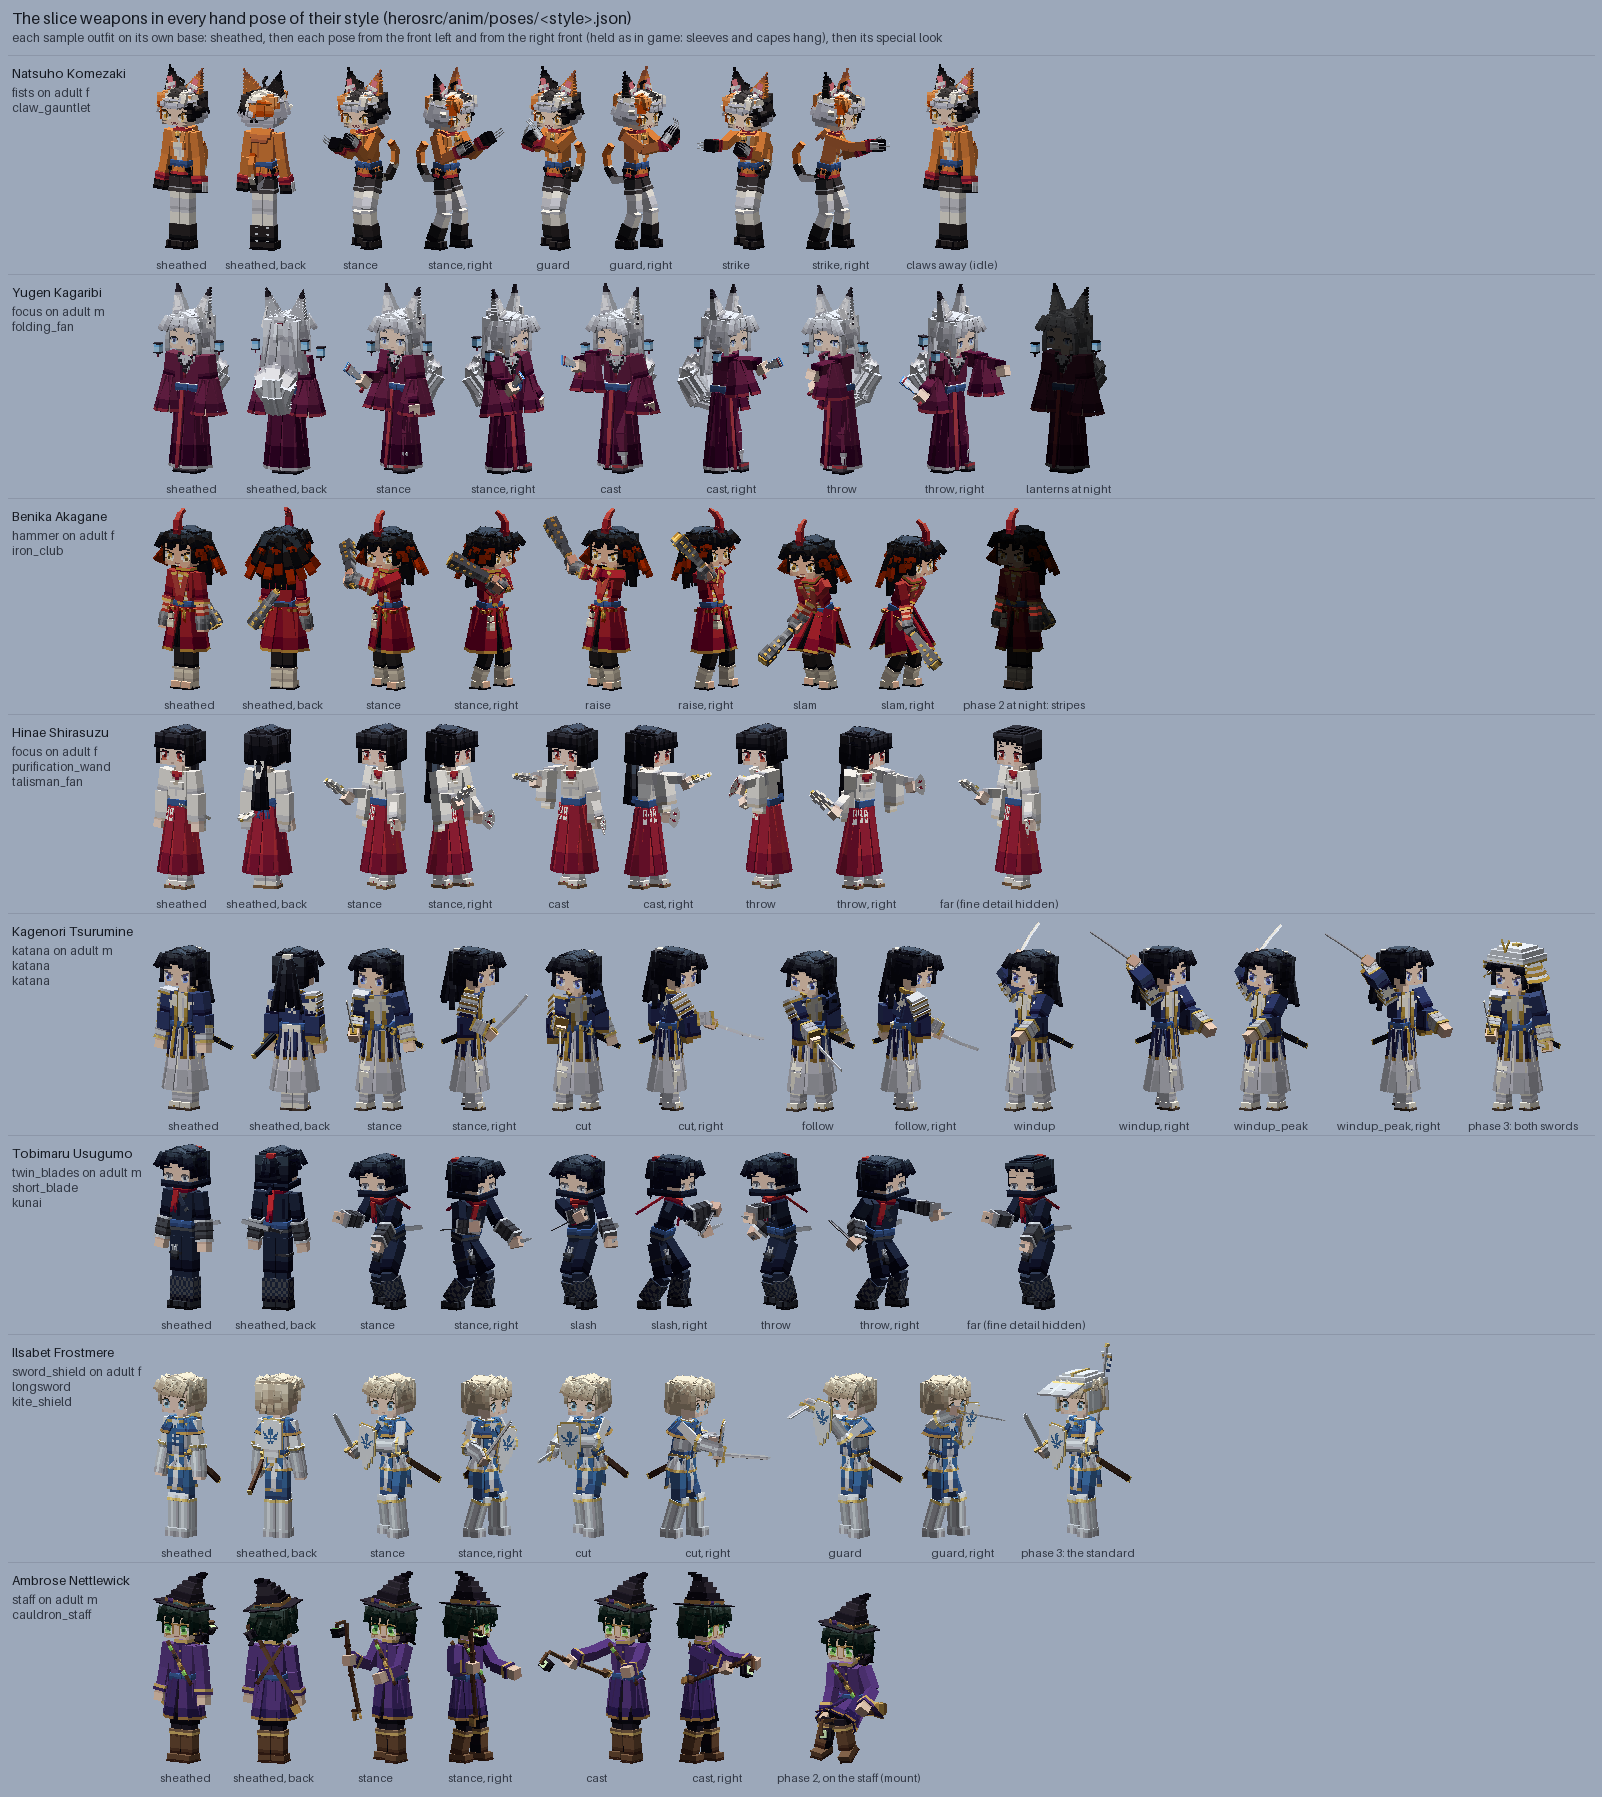 The slice weapons in every hand pose of their style (herosrc/anim/poses/<style>.json)
each sample outfit on its own base: sheathed, then each pose from the front left and from the right front (held as in game: sleeves and capes hang), then its special look
Natsuho Komezaki
fists on adult f
claw_gauntlet
sheathed
sheathed, back
stance
stance, right
guard
guard, right
strike
strike, right
claws away (idle)
Yugen Kagaribi
focus on adult m
folding_fan
sheathed
sheathed, back
stance
stance, right
cast
cast, right
throw
throw, right
lanterns at night
Benika Akagane
hammer on adult f
iron_club
sheathed
sheathed, back
stance
stance, right
raise
raise, right
slam
slam, right
phase 2 at night: stripes
Hinae Shirasuzu
focus on adult f
purification_wand
talisman_fan
sheathed
sheathed, back
stance
stance, right
cast
cast, right
throw
throw, right
far (fine detail hidden)
Kagenori Tsurumine
katana on adult m
katana
katana
sheathed
sheathed, back
stance
stance, right
cut
cut, right
follow
follow, right
windup
windup, right
windup_peak
windup_peak, right
phase 3: both swords
Tobimaru Usugumo
twin_blades on adult m
short_blade
kunai
sheathed
sheathed, back
stance
stance, right
slash
slash, right
throw
throw, right
far (fine detail hidden)
Ilsabet Frostmere
sword_shield on adult f
longsword
kite_shield
sheathed
sheathed, back
stance
stance, right
cut
cut, right
guard
guard, right
phase 3: the standard
Ambrose Nettlewick
staff on adult m
cauldron_staff
sheathed
sheathed, back
stance
stance, right
cast
cast, right
phase 2, on the staff (mount)